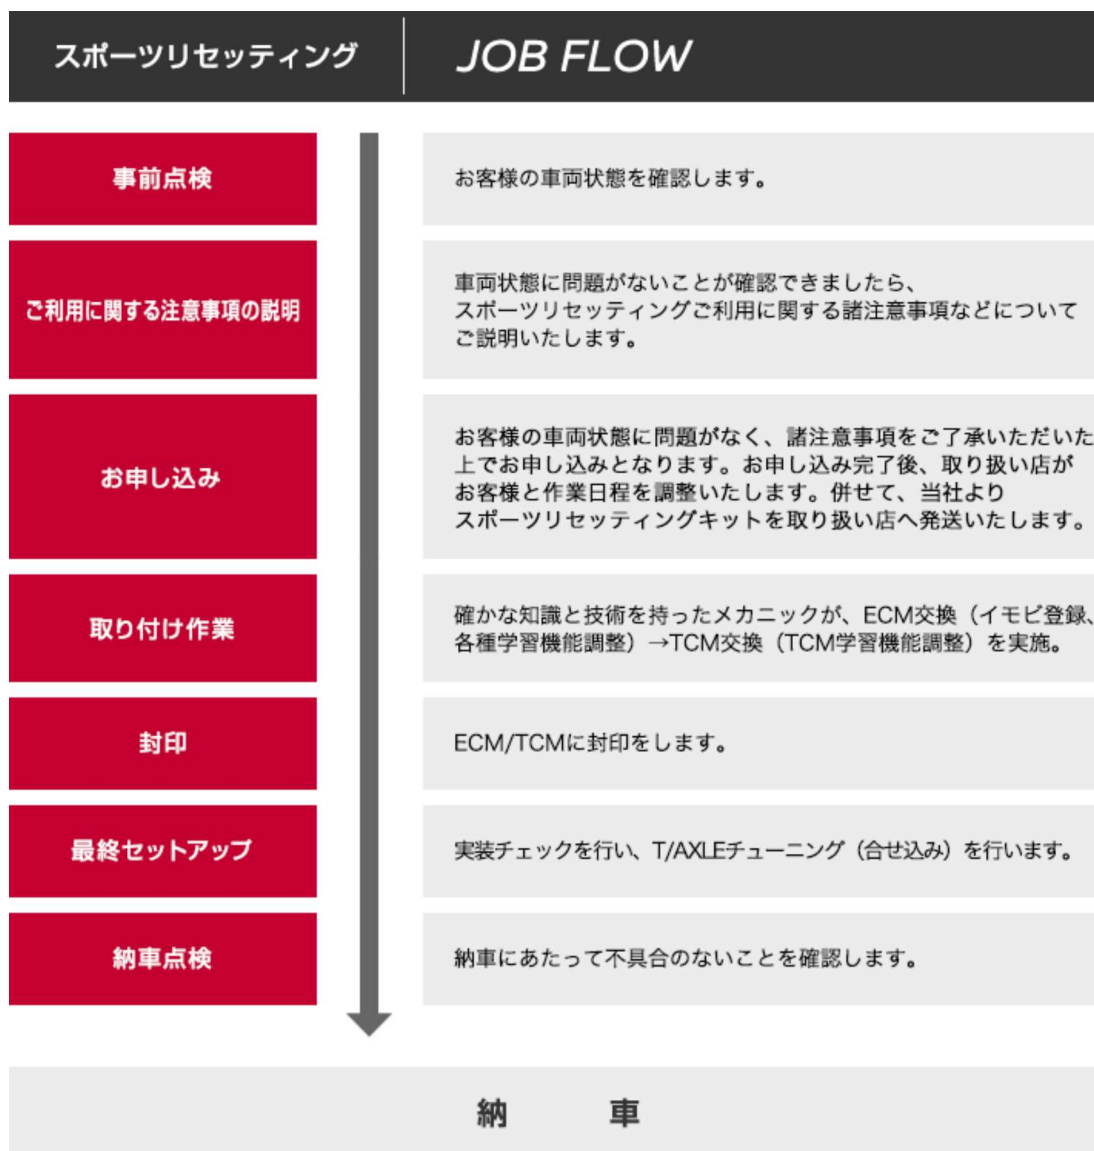 スポーツリセッティング
JOB FLOW
事前点検
お客様の車両状態を確認します。
ご利用に関する注意事項の説明
車両状態に問題がないことが確認できましたら、
スポーツリセッティングご利用に関する諸注意事項などについて
ご説明いたします。
お申し込み
お客様の車両状態に問題がなく、諸注意事項をご了承いただいた
上でお申し込みとなります。お申し込み完了後、取り扱い店が
お客様と作業日程を調整いたします。併せて、当社より
スポーツリセッティングキットを取り扱い店へ発送いたします。
取り付け作業
確かな知識と技術を持ったメカニックが、ECM交換（イモビ登録、
各種学習機能調整）→TCM交換（TCM学習機能調整）を実施。
封印
ECM/TCMに封印をします。
最終セットアップ
実装チェックを行い、T/AXLEチューニング（合せ込み）を行います。
納車点検
納車にあたって不具合のないことを確認します。
納　車